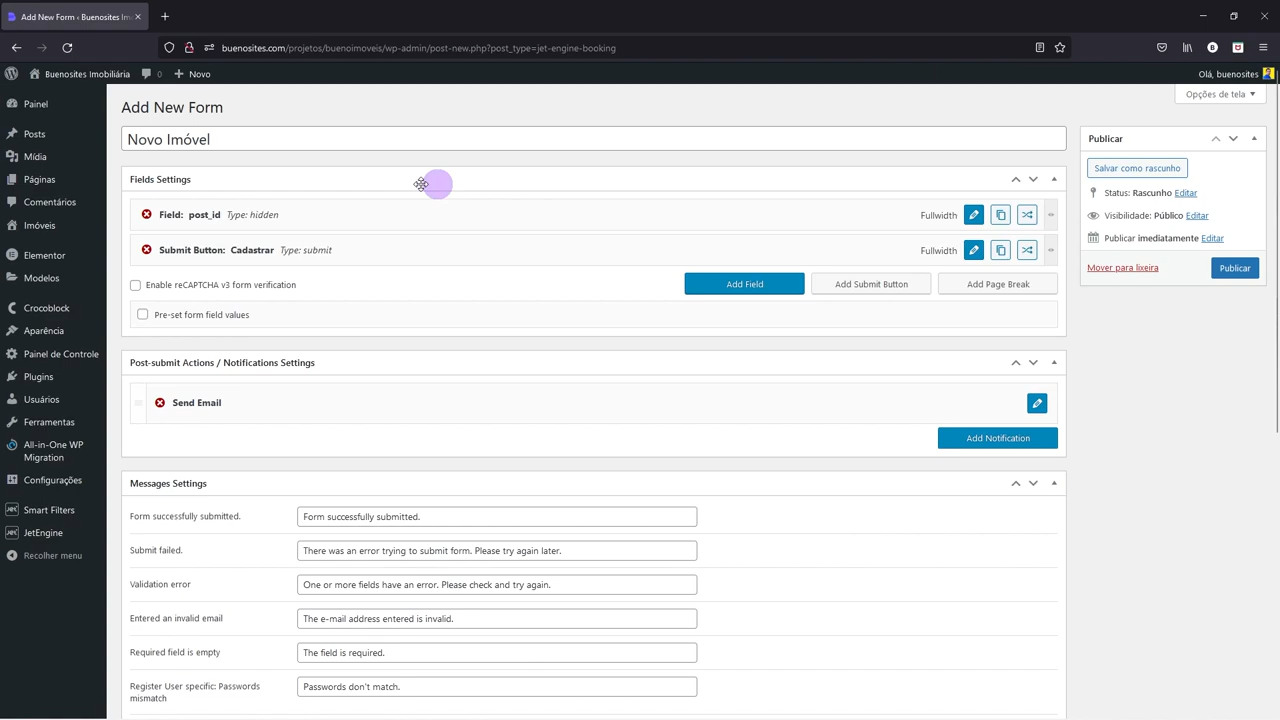 Add New Form ‹ Buenosites Im
buenosites.com/projetos/buenoimoveis/wp-admin/post-new.php?post_type=jet-engine-booking
Buenosites Imobiliária
0
Novo
Olá, buenosites
Opções de tela
Painel
Posts
Mídia
Páginas
Comentários
Imóveis
Elementor
Modelos
Crocoblock
Aparência
Painel de Controle
Plugins
Usuários
Ferramentas
All-in-One WP
Migration
Configurações
Smart Filters
JetEngine
Recolher menu
Add New Form
Novo Imóvel
Fields Settings
Field: post_id Type: hidden
Fullwidth
Submit Button: Cadastrar Type: submit
Fullwidth
Enable reCAPTCHA v3 form verification
Add Field
Add Submit Button
Add Page Break
Pre-set form field values
Post-submit Actions / Notifications Settings
Send Email
Add Notification
Messages Settings
Form successfully submitted.
Form successfully submitted.
Submit failed.
There was an error trying to submit form. Please try again later.
Validation error
One or more fields have an error. Please check and try again.
Entered an invalid email
The e-mail address entered is invalid.
Required field is empty
The field is required.
Register User specific: Passwords
mismatch
Passwords don't match.
Publicar
Salvar como rascunho
Status: Rascunho Editar
Visibilidade: Público Editar
Publicar imediatamente Editar
Mover para lixeira
Publicar